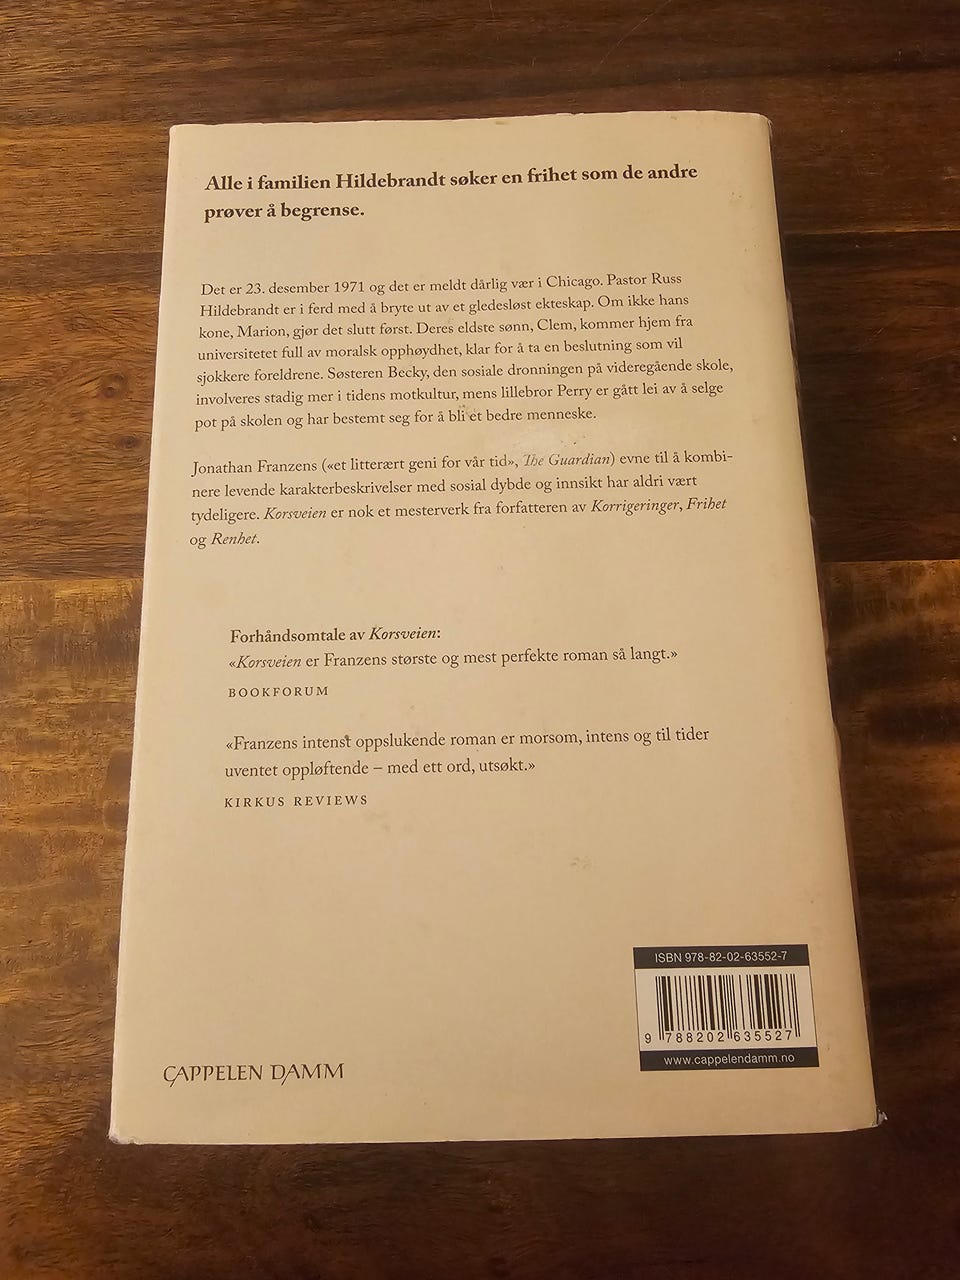 Alle i familien Hildebrandt søker en frihet som de andre
prøver å begrense.
Det er 23. desember 1971 og det er meldt dårlig vær i Chicago. Pastor Russ
Hildebrandt er i ferd med å bryte ut av et gledesløst ekteskap. Om ikke hans
kone, Marion, gjør det slutt først. Deres eldste sønn, Clem, kommer hjem fra
universitetet full av moralsk opphøydhet, klar for å ta en beslutning som vil
sjokkere foreldrene. Søsteren Becky, den sosiale dronningen på videregående skole,
involveres stadig mer i tidens motkultur, mens lillebror Perry er gått lei av å selge
pot på skolen og har bestemt seg for å bli et bedre menneske.
Jonathan Franzens («et litterært geni for vår tid», The Guardian) evne til å kombi-
nere levende karakterbeskrivelser med sosial dybde og innsikt har aldri vært
tydeligere. Korsveien er nok et mesterverk fra forfatteren av Korrigeringer, Frihet
og Renhet.
Forhåndsomtale av Korsveien:
«Korsveien er Franzens største og mest perfekte roman så langt.»
BOOKFORUM
«Franzens intenst oppslukende roman er morsom, intens og til tider
uventet oppløftende – med ett ord, utsøkt.»
KIRKUS REVIEWS
ISBN 978-82-02-63552-7
9 788202 635527
www.cappelendamm.no
CAPPELEN DAMM